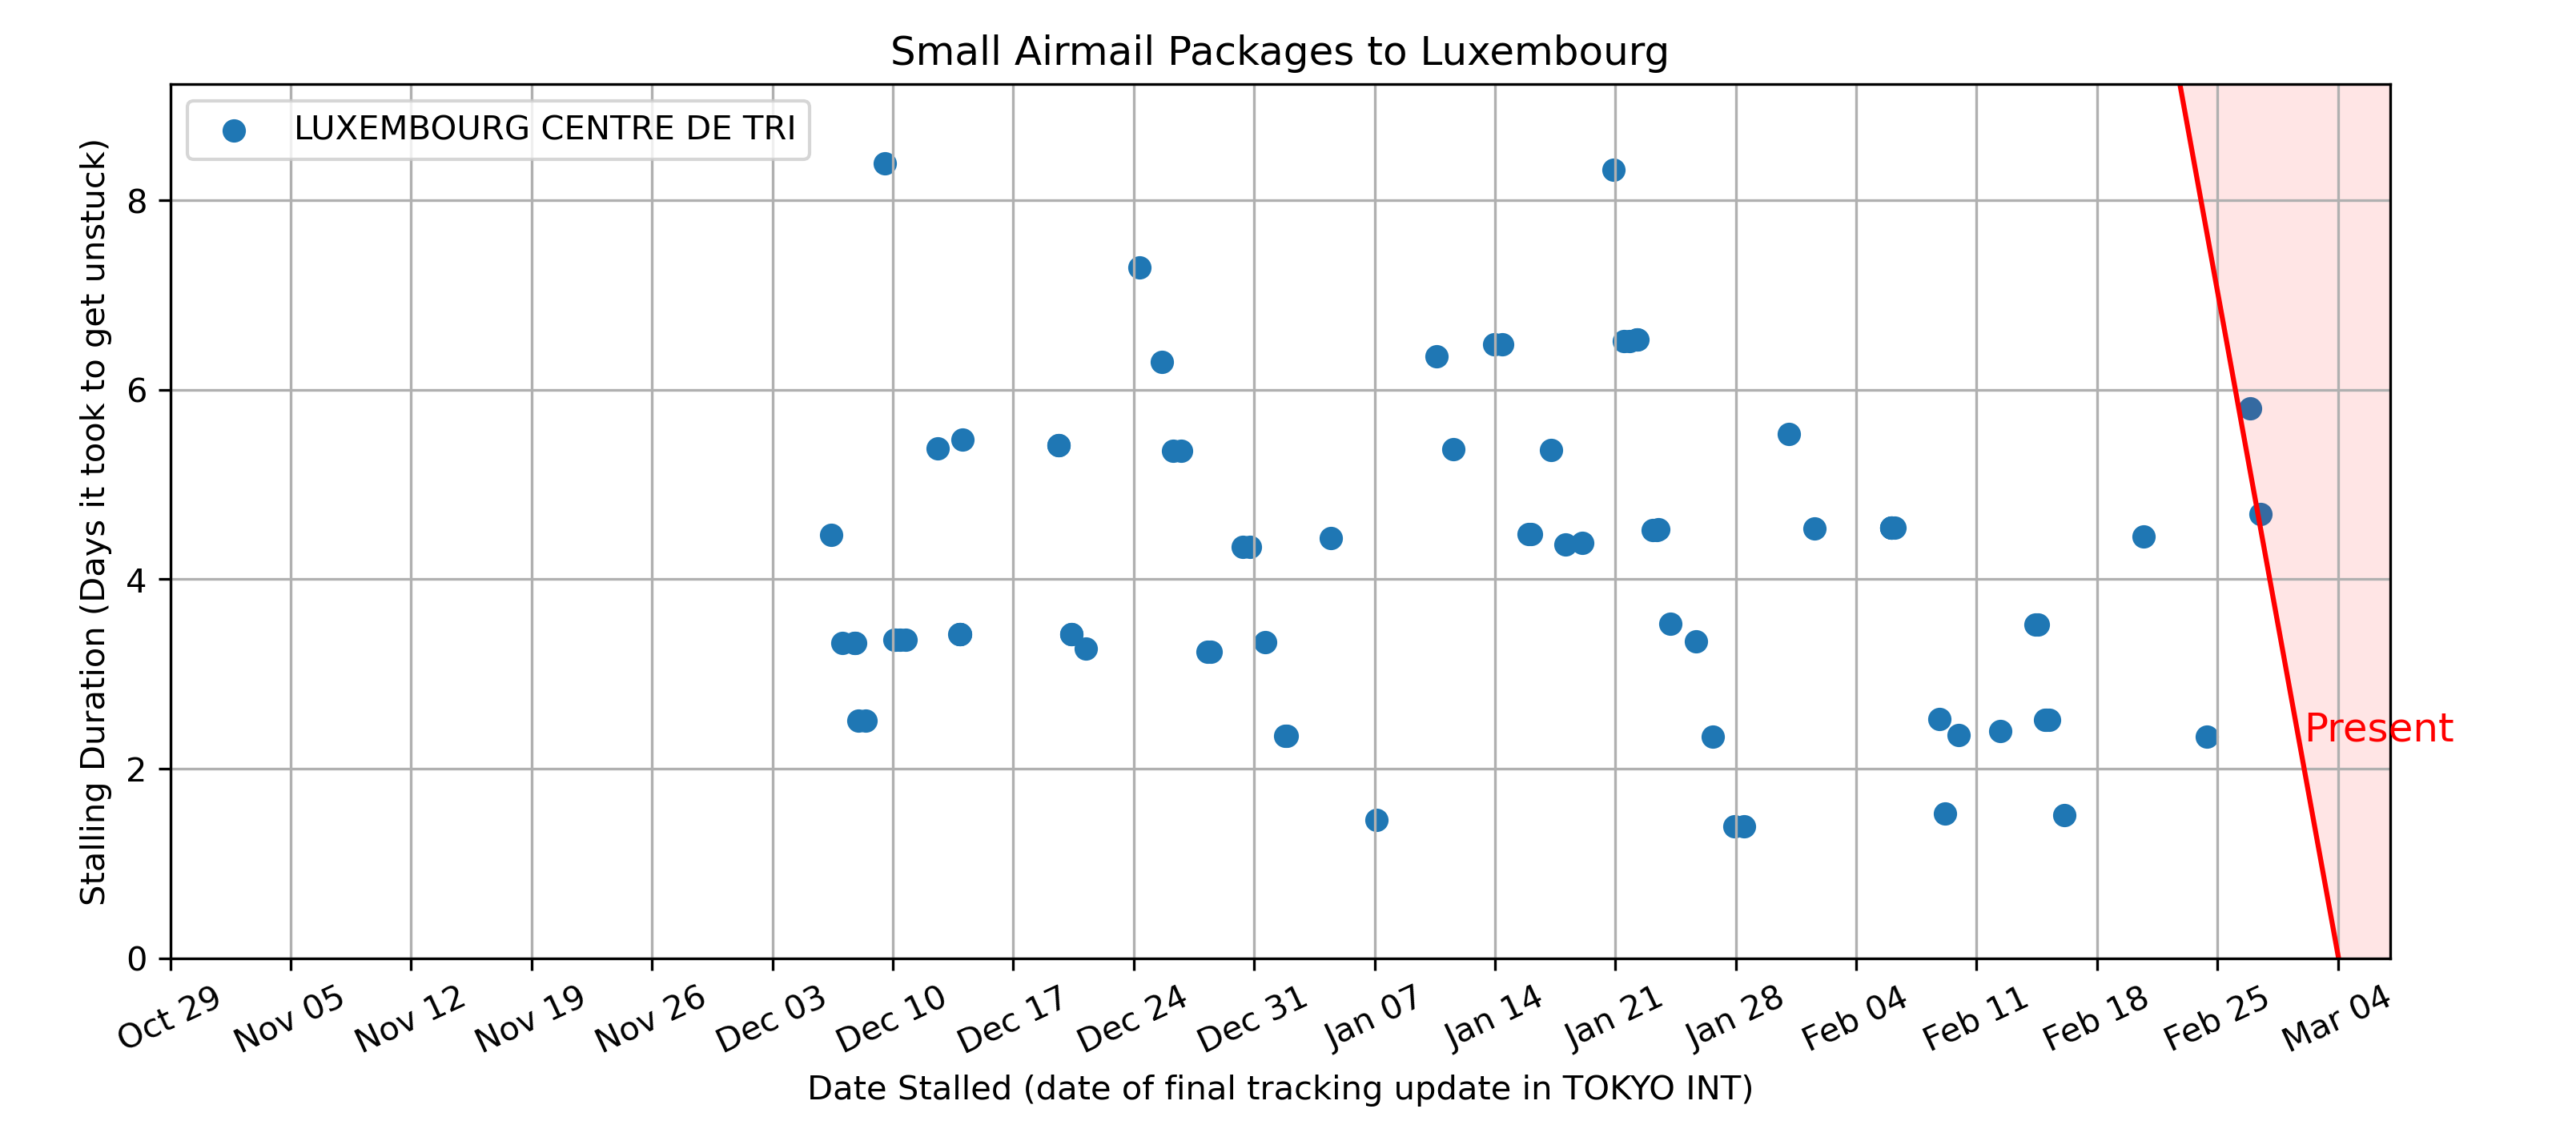 Small Airmail Packages to Luxembourg
LUXEMBOURG CENTRE DE TRI
Stalling Duration (Days it took to get unstuck)
8
6
4
2
0
Present
Oct 29 Nov 05 Nov 12 Nov 19 Nov 26 Dec 03 Dec 10 Dec 17 Dec 24 Dec 31 Jan 07 Jan 14 Jan 21 Jan 28 Feb 04 Feb 11 Feb 18 Feb 25 Mar 04
Date Stalled (date of final tracking update in TOKYO INT)